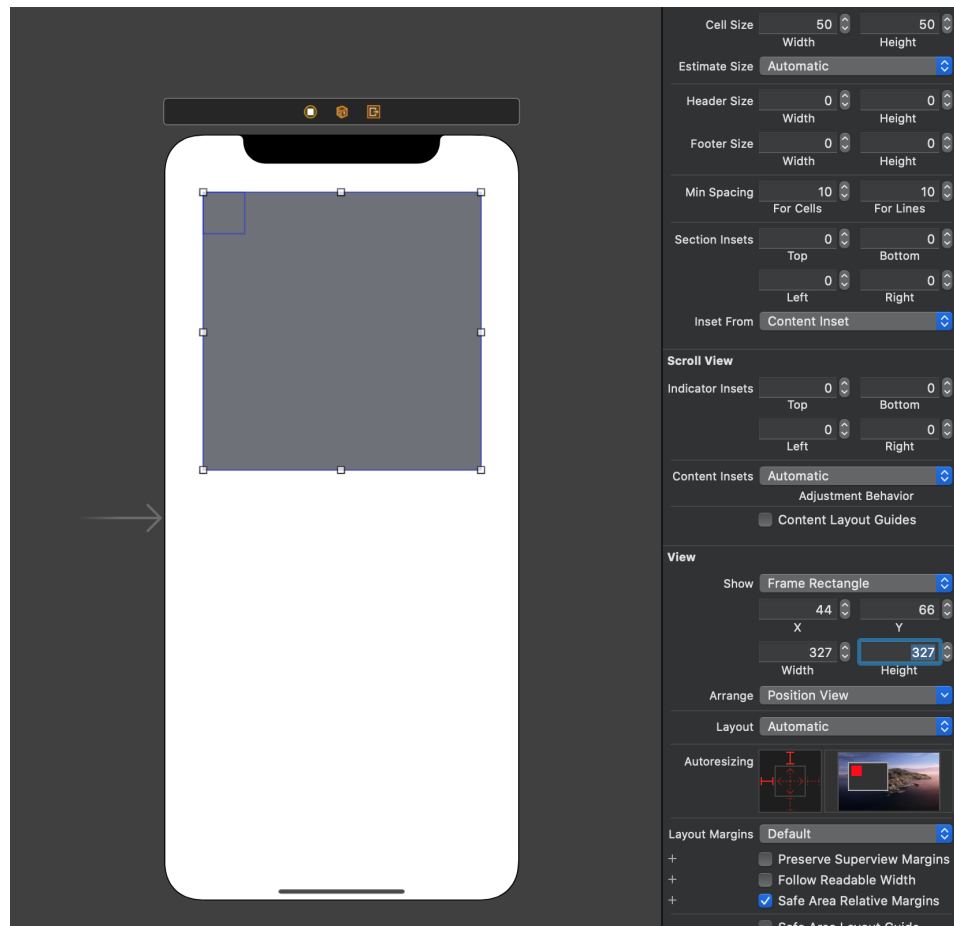 Cell Size 50 50
Width Height
Estimate Size Automatic
Header Size 0 0
Width Height
Footer Size 0 0
Width Height
Min Spacing 10 10
For Cells For Lines
Section Insets 0 0
Top Bottom
0 0
Left Right
Inset From Content Inset
Scroll View
Indicator Insets 0 0
Top Bottom
0 0
Left Right
Content Insets Automatic
Adjustment Behavior
Content Layout Guides
View
Show Frame Rectangle
44 66
X Y
327 327
Width Height
Arrange Position View
Layout Automatic
Autoresizing
Layout Margins Default
+ Preserve Superview Margins
+ Follow Readable Width
+ Safe Area Relative Margins
Safe Area Layout Guide